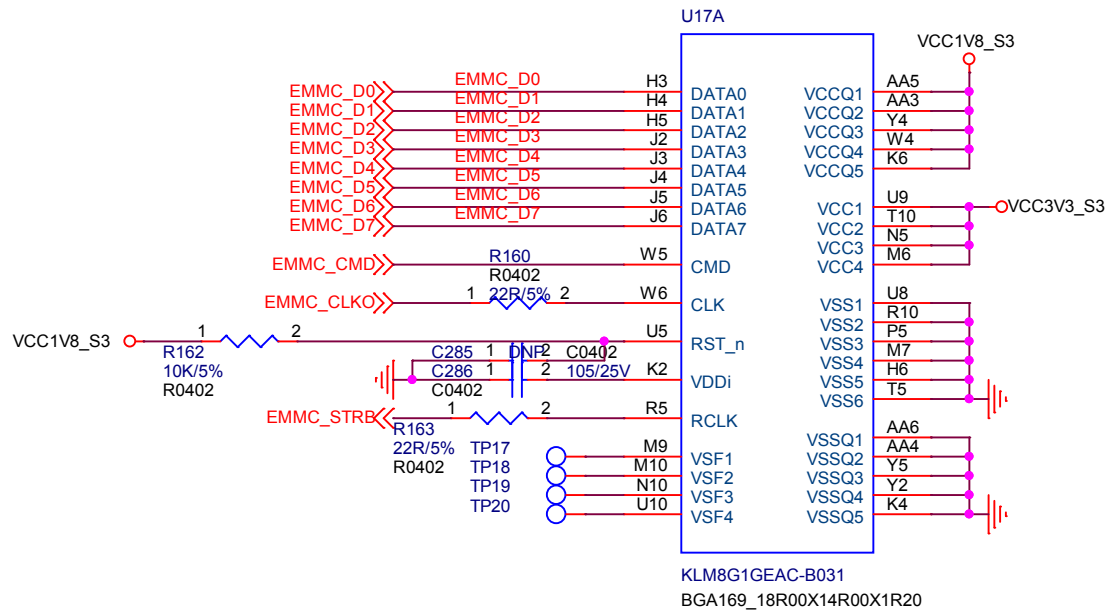 U17A
VCC1V8_S3
EMMC_D0 EMMC_D0 H3 DATA0 VCCQ1 AA5
EMMC_D1 EMMC_D1 H4 DATA1 VCCQ2 AA3
EMMC_D2 EMMC_D2 H5 DATA2 VCCQ3 Y4
EMMC_D3 EMMC_D3 J2 DATA3 VCCQ4 W4
EMMC_D4 EMMC_D4 J3 DATA4 VCCQ5 K6
EMMC_D5 EMMC_D5 J4 DATA5
EMMC_D6 EMMC_D6 J5 DATA6 VCC1 U9 VCC3V3_S3
EMMC_D7 EMMC_D7 J6 DATA7 VCC2 T10
VCC3 N5
EMMC_CMD W5 CMD VCC4 M6
R160
R0402
22R/5%
EMMC_CLKO 1 2 W6 CLK VSS1 U8
VSS2 R10
VCC1V8_S3 1 2 U5 RST_n VSS3 P5
R162
10K/5%
R0402
C285 1 DNP 2 C0402 VSS4 M7
C286 1 2 105/25V K2 VDDi VSS5 H6
C0402
VSS6 T5
EMMC_STRB 1 2 R5 RCLK
R163
22R/5%
R0402
VSSQ1 AA6
TP17 M9 VSF1 VSSQ2 AA4
TP18 M10 VSF2 VSSQ3 Y5
TP19 N10 VSF3 VSSQ4 Y2
TP20 U10 VSF4 VSSQ5 K4
KLM8G1GEAC-B031
BGA169_18R00X14R00X1R20